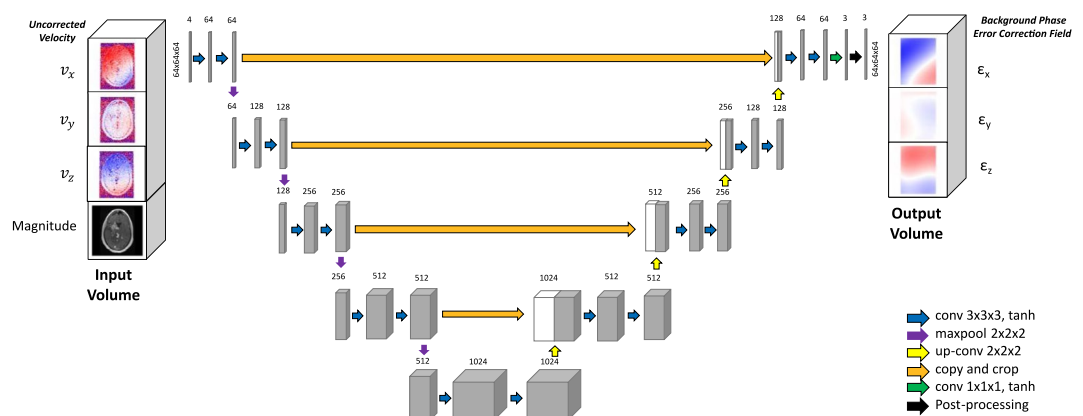 Uncorrected
Velocity
v_x
v_y
v_z
Magnitude
Input
Volume
64x64x64
4 64 64
128 64 64 3 3
64x64x64
64 128 128
256 128 128
128 256 256
512 256 256
256 512 512
1024 512 512
512 1024 1024
Background Phase
Error Correction Field
ε_x
ε_y
ε_z
Output
Volume
conv 3x3x3, tanh
maxpool 2x2x2
up-conv 2x2x2
copy and crop
conv 1x1x1, tanh
Post-processing